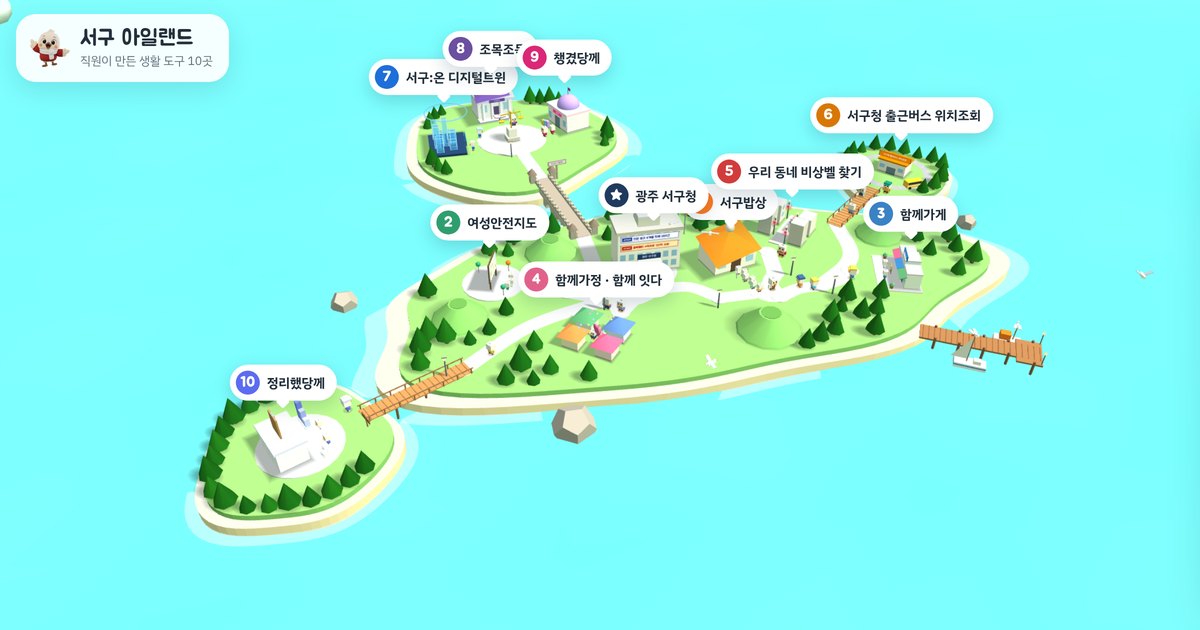 서구 아일랜드
직원이 만든 생활 도구 10곳
8 조목조
9 챙겼당께
7 서구:온 디지털트윈
6 서구청 출근버스 위치조회
5 우리 동네 비상벨 찾기
광주 서구청
서구밥상
3 함께가게
2 여성안전지도
4 함께가정 · 함께 잇다
10 정리했당께